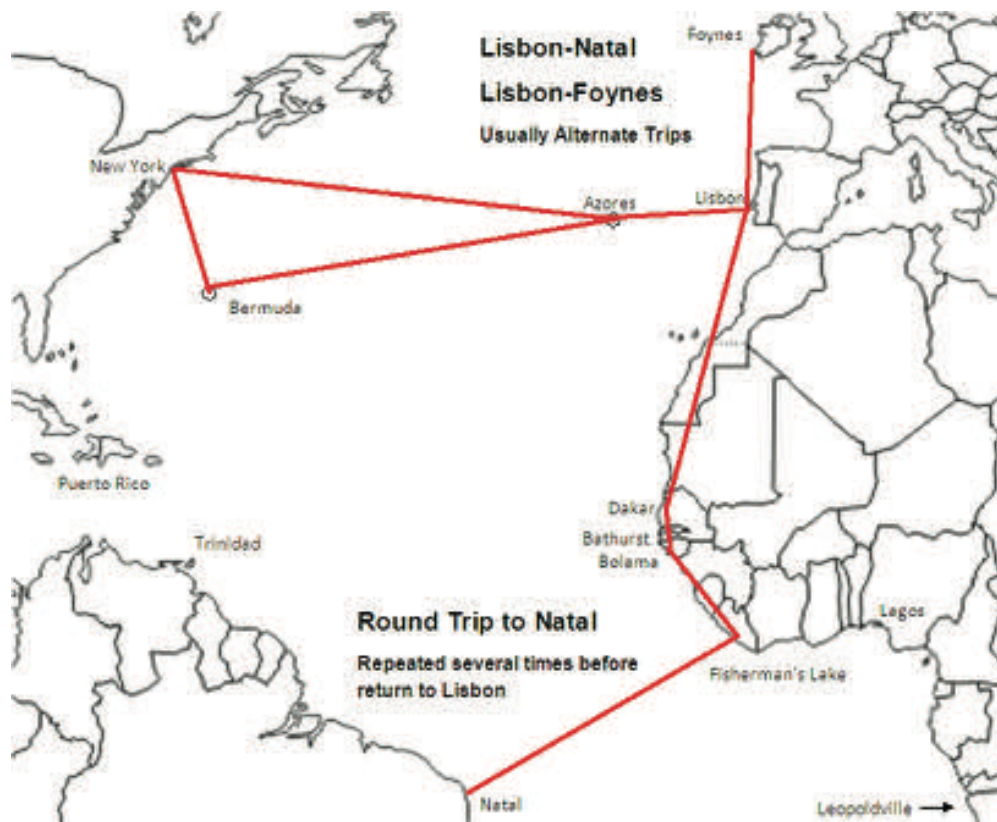 Foynes
Lisbon-Natal
Lisbon-Foynes
Usually Alternate Trips
New York
Azores
Lisbon
Bermuda
Puerto Rico
Dakar
Bathurst
Bolama
Trinidad
Lagos
Round Trip to Natal
Repeated several times before
return to Lisbon
Fisherman's Lake
Natal
Leopoldville